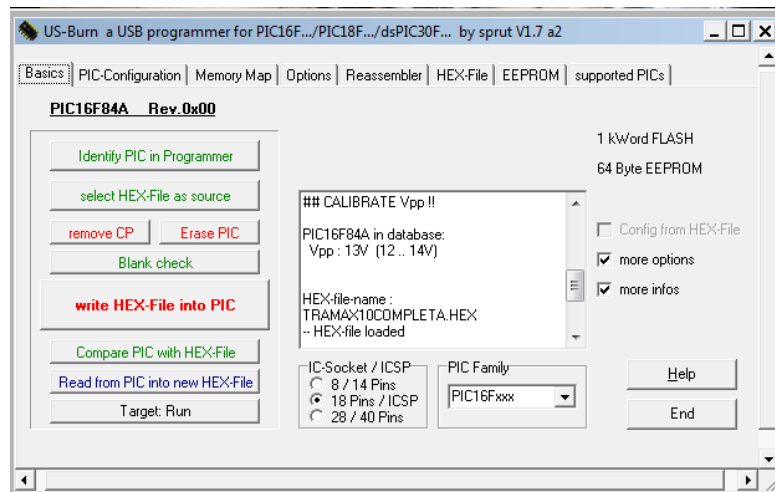 US-Burn a USB programmer for PIC16F.../PIC18F.../dsPIC30F... by sprut V1.7 a2
Basics PIC-Configuration Memory Map Options Reassembler HEX-File EEPROM supported PICs
PIC16F84A Rev.0x00
Identify PIC in Programmer
select HEX-File as source
remove CP Erase PIC
Blank check
write HEX-File into PIC
Compare PIC with HEX-File
Read from PIC into new HEX-File
Target: Run
## CALIBRATE Vpp !!
PIC16F84A in database:
Vpp : 13V (12 .. 14V)
HEX-file-name :
TRAMAX10COMPLETA.HEX
-- HEX-file loaded
IC-Socket / ICSP
8 / 14 Pins
18 Pins / ICSP
28 / 40 Pins
PIC Family
PIC16Fxxx
1 kWord FLASH
64 Byte EEPROM
Config from HEX-File
more options
more infos
Help
End